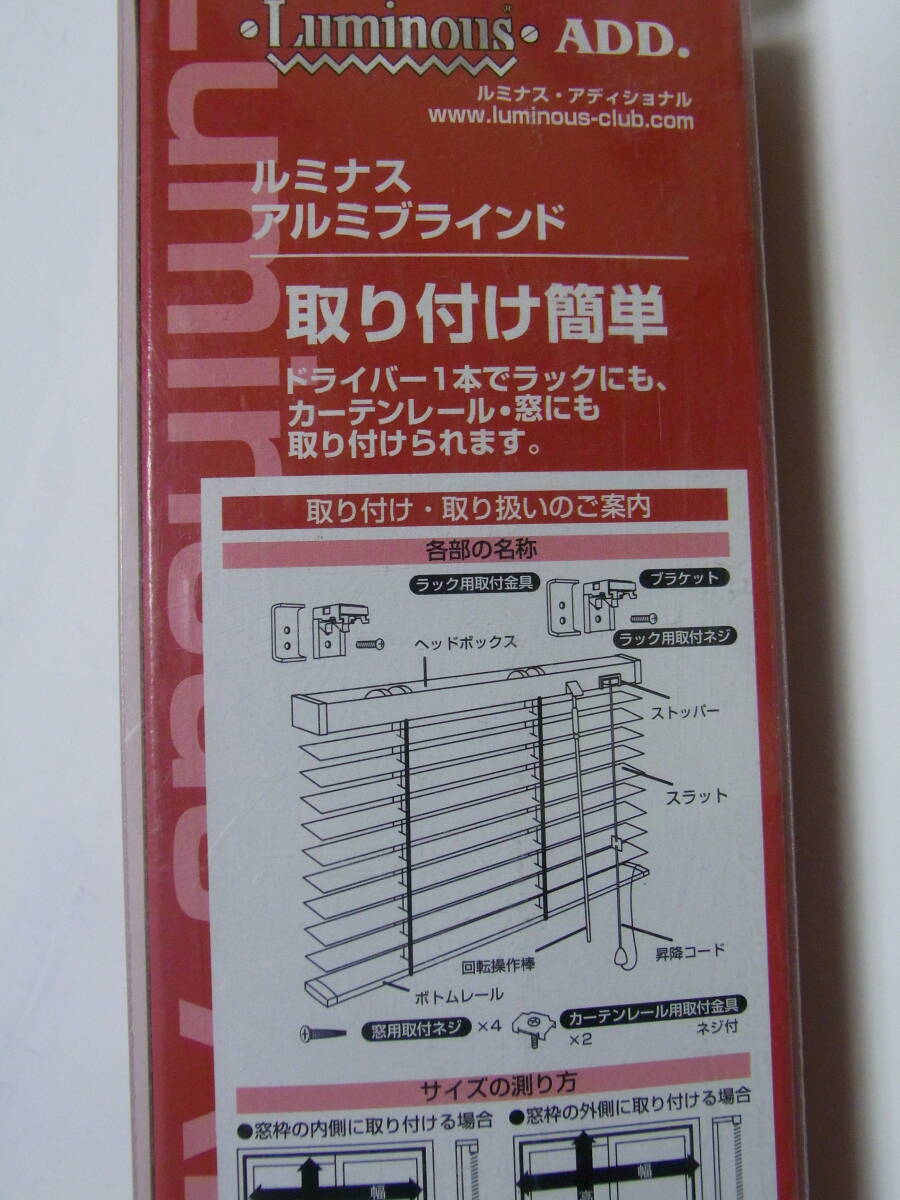 Luminous ADD.
ルミナス・アディショナル
www.luminous-club.com
ルミナス
アルミブラインド
取り付け簡単
ドライバー1本でラックにも、
カーテンレール・窓にも
取り付けられます。
取り付け・取り扱いのご案内
各部の名称
ラック用取付金具
ブラケット
ラック用取付ネジ
ヘッドボックス
ストッパー
スラット
回転操作棒
昇降コード
ボトムレール
窓用取付ネジ ×4
カーテンレール用取付金具
×2
ネジ付
サイズの測り方
●窓枠の内側に取り付ける場合
●窓枠の外側に取り付ける場合
幅
幅